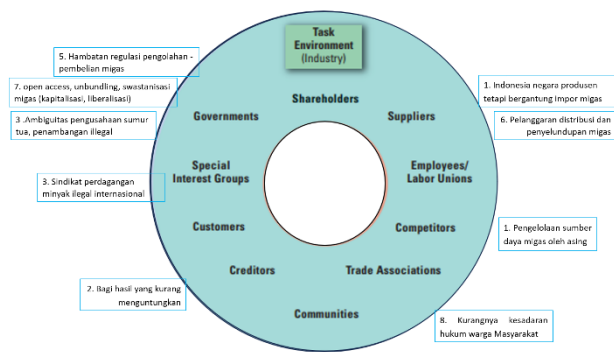 Task
Environment
(Industry)
5. Hambatan regulasi pengolahan -
pembelian migas
7. open access, unbundling, swastanisasi
migas (kapitalisasi, liberalisasi)
3 .Ambiguitas pengusahaan sumur
tua, penambangan illegal
3. Sindikat perdagangan
minyak ilegal internasional
2. Bagi hasil yang kurang
menguntungkan
Shareholders
Governments
Suppliers
Special
Interest Groups
Employees/
Labor Unions
Customers
Competitors
Creditors
Trade Associations
Communities
1. Indonesia negara produsen
tetapi bergantung impor migas
6. Pelanggaran distribusi dan
penyelundupan migas
1. Pengelolaan sumber
daya migas oleh asing
8. Kurangnya kesadaran
hukum warga Masyarakat